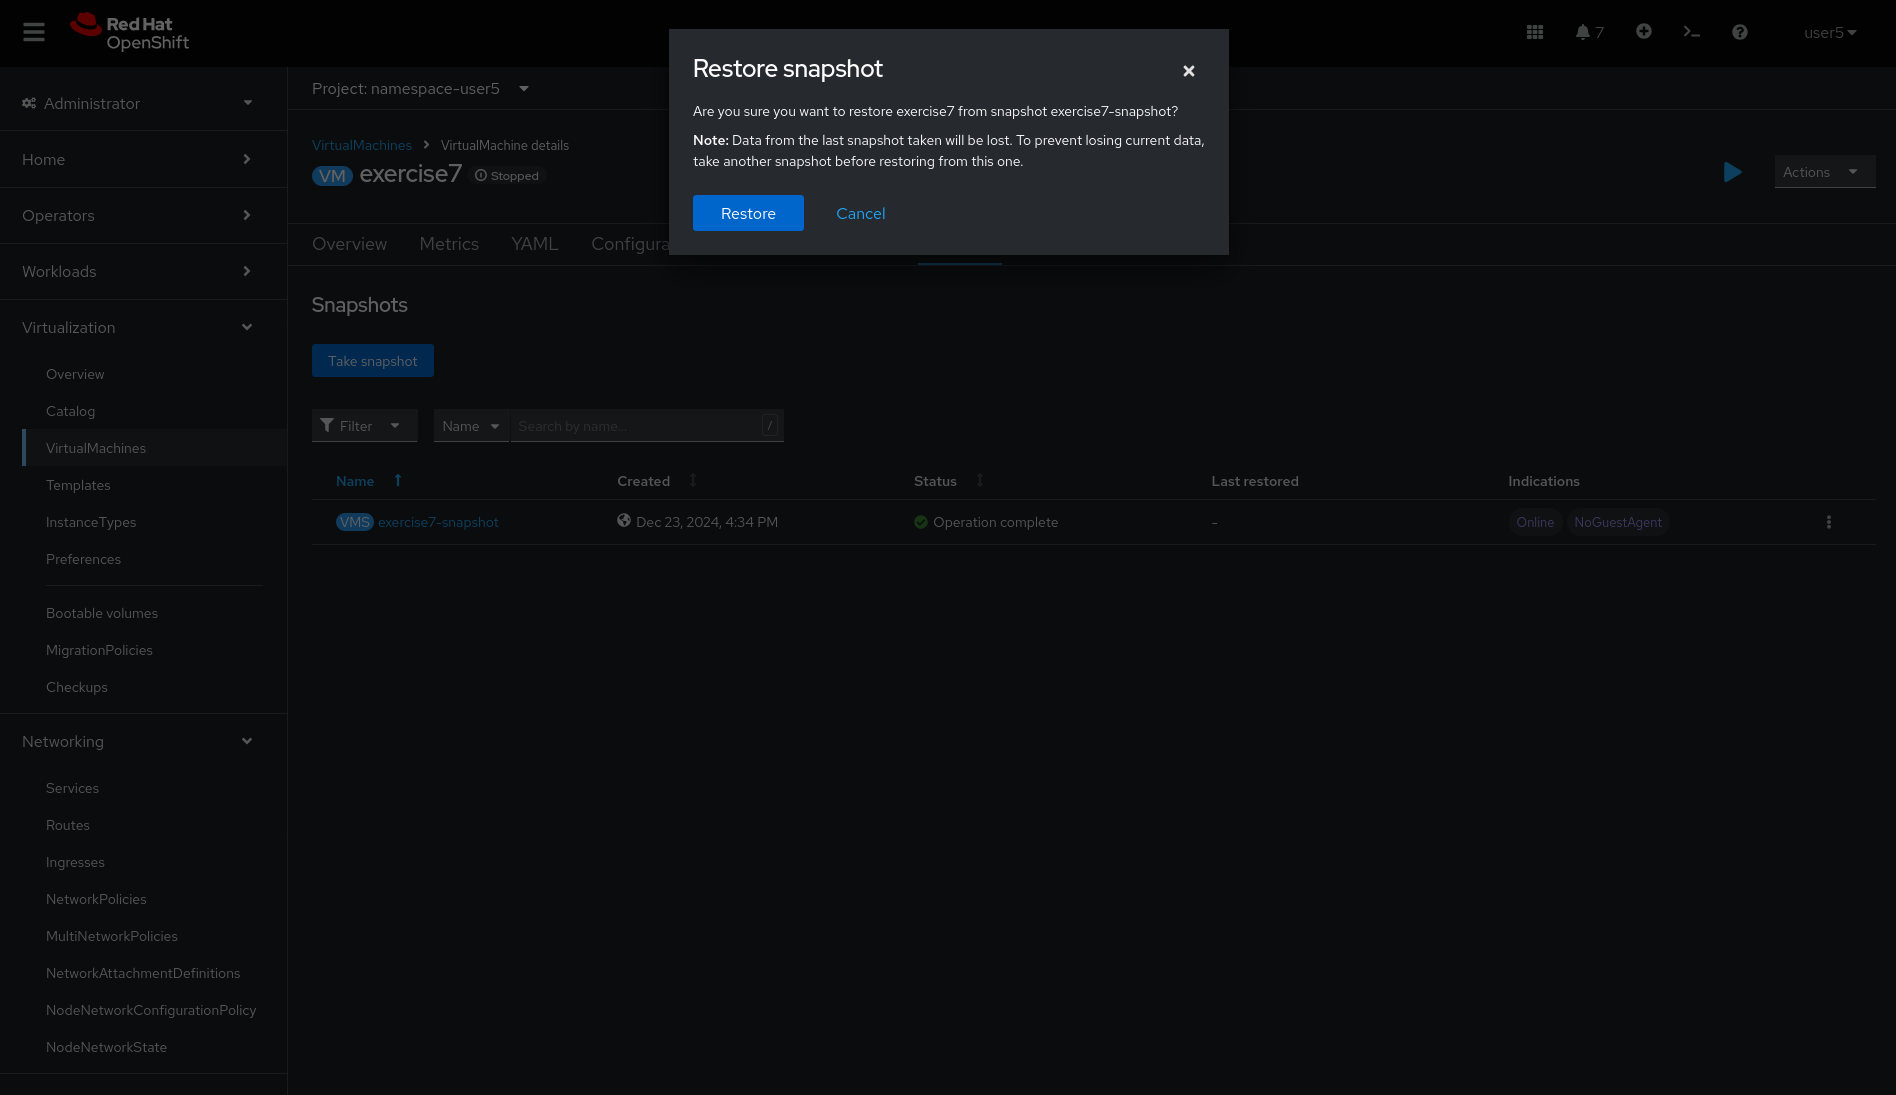 Red Hat
OpenShift
7
user5
Restore snapshot
Are you sure you want to restore exercise7 from snapshot exercise7-snapshot?
Note: Data from the last snapshot taken will be lost. To prevent losing current data,
take another snapshot before restoring from this one.
Restore Cancel
Administrator
Home
Operators
Workloads
Virtualization
Overview
Catalog
VirtualMachines
Templates
InstanceTypes
Preferences
Bootable volumes
MigrationPolicies
Checkups
Networking
Services
Routes
Ingresses
NetworkPolicies
MultiNetworkPolicies
NetworkAttachmentDefinitions
NodeNetworkConfigurationPolicy
NodeNetworkState
Project: namespace-user5
VirtualMachines VirtualMachine details
VM exercise7 Stopped
Actions
Overview Metrics YAML Configura
Snapshots
Take snapshot
Filter Name Search by name... /
Name Created Status Last restored Indications
VMS exercise7-snapshot Dec 23, 2024, 4:34 PM Operation complete - Online NoGuestAgent